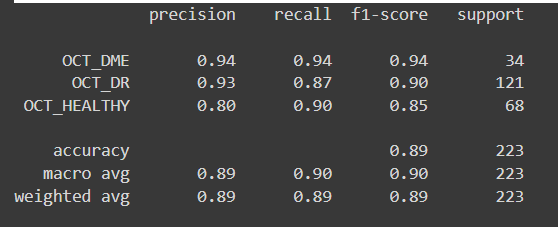 precision recall f1-score support
OCT_DME 0.94 0.94 0.94 34
OCT_DR 0.93 0.87 0.90 121
OCT_HEALTHY 0.80 0.90 0.85 68
accuracy 0.89 223
macro avg 0.89 0.90 0.90 223
weighted avg 0.89 0.89 0.89 223